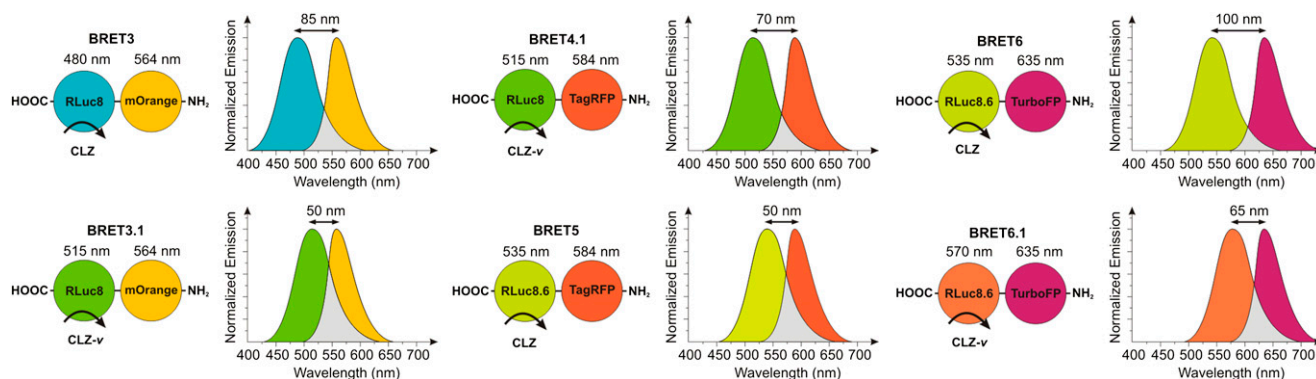 BRET3
480 nm 564 nm
HOOC RLuc8 mOrange NH₂
CLZ
85 nm
Normalized Emission
400 450 500 550 600 650 700
Wavelength (nm)
BRET4.1
515 nm 584 nm
HOOC RLuc8 TagRFP NH₂
CLZ-v
70 nm
Normalized Emission
400 450 500 550 600 650 700
Wavelength (nm)
BRET6
535 nm 635 nm
HOOC RLuc8.6 TurboFP NH₂
CLZ
100 nm
Normalized Emission
400 450 500 550 600 650 700
Wavelength (nm)
BRET3.1
515 nm 564 nm
HOOC RLuc8 mOrange NH₂
CLZ-v
50 nm
Normalized Emission
400 450 500 550 600 650 700
Wavelength (nm)
BRET5
535 nm 584 nm
HOOC RLuc8.6 TagRFP NH₂
CLZ
50 nm
Normalized Emission
400 450 500 550 600 650 700
Wavelength (nm)
BRET6.1
570 nm 635 nm
HOOC RLuc8.6 TurboFP NH₂
CLZ-v
65 nm
Normalized Emission
400 450 500 550 600 650 700
Wavelength (nm)